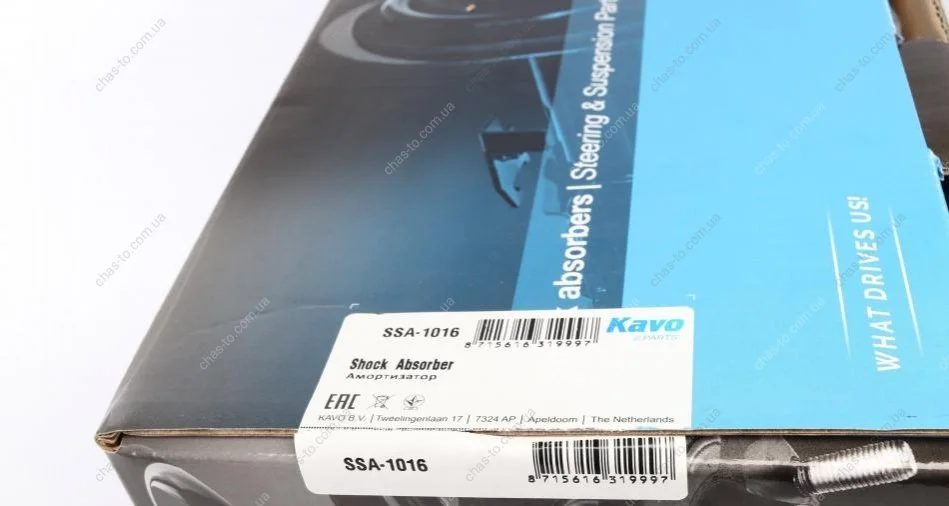 absorbers | Steering & Suspension Part
WHAT DRIVES US!
SSA-1016
8 715616 319997
Kavo
PARTS
Shock Absorber
Амортизатор
EAC
KAVO B.V. | Tweelingenlaan 17 | 7324 AP | Apeldoorn | The Netherlands
SSA-1016
8 715616 319997
chas-to.com.ua